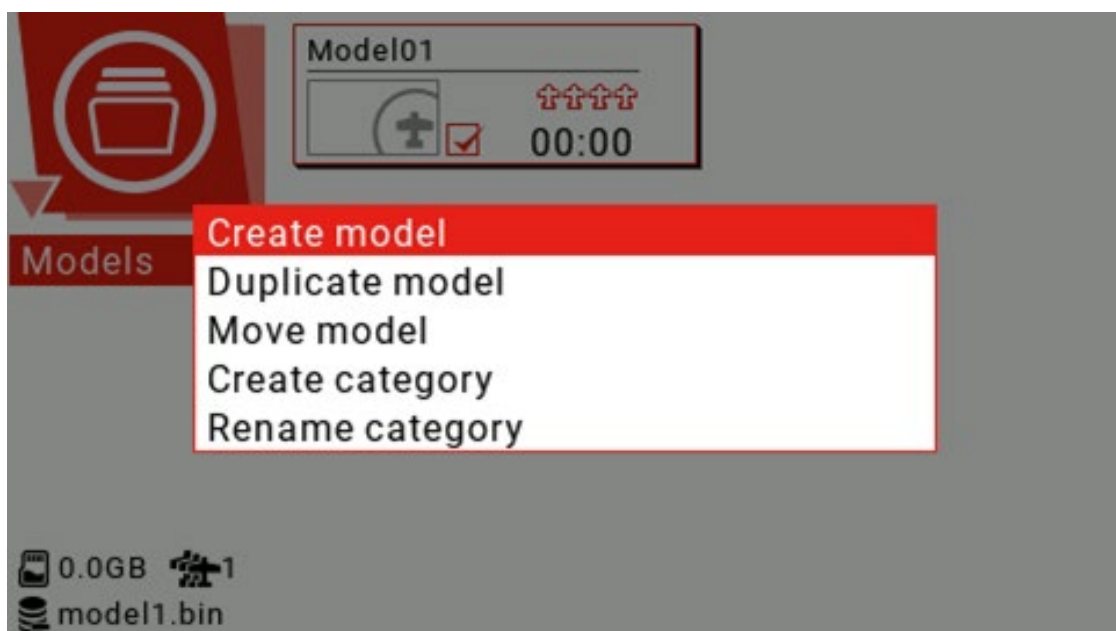 Model01
00:00
Models
Create model
Duplicate model
Move model
Create category
Rename category
0.0GB 1
model1.bin